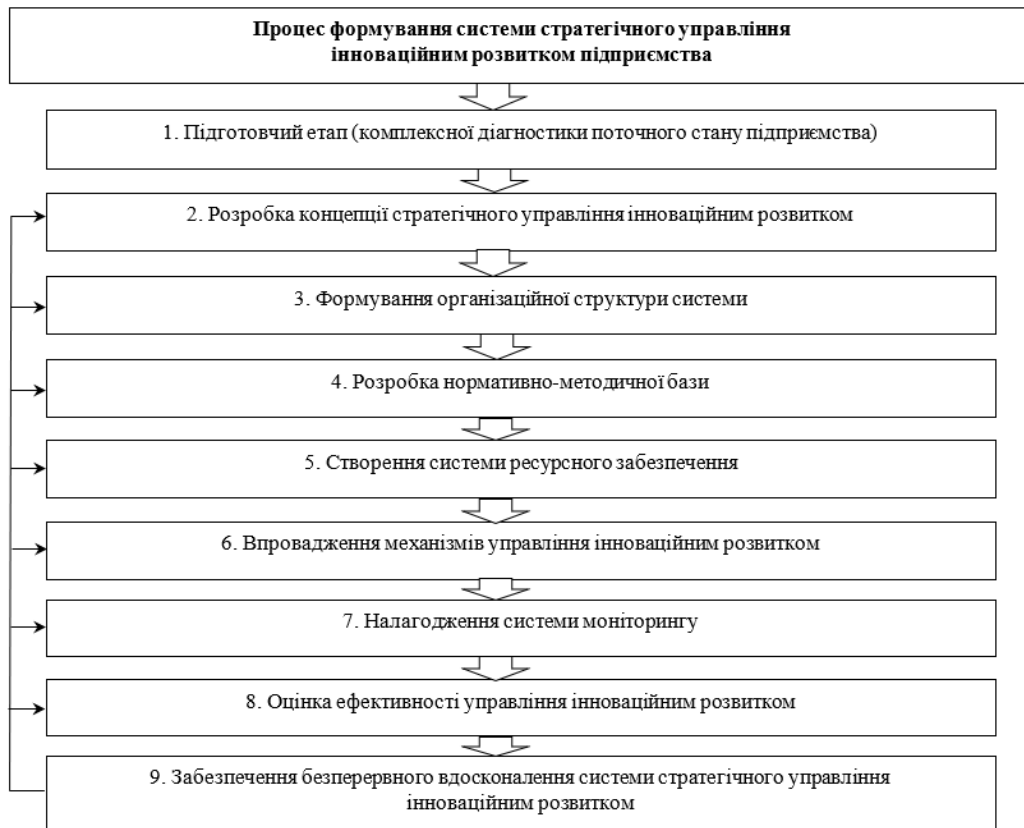 Процес формування системи стратегічного управління
інноваційним розвитком підприємства
1. Підготовчий етап (комплексної діагностики поточного стану підприємства)
2. Розробка концепції стратегічного управління інноваційним розвитком
3. Формування організаційної структури системи
4. Розробка нормативно-методичної бази
5. Створення системи ресурсного забезпечення
6. Впровадження механізмів управління інноваційним розвитком
7. Налагодження системи моніторингу
8. Оцінка ефективності управління інноваційним розвитком
9. Забезпечення безперервного вдосконалення системи стратегічного управління
інноваційним розвитком